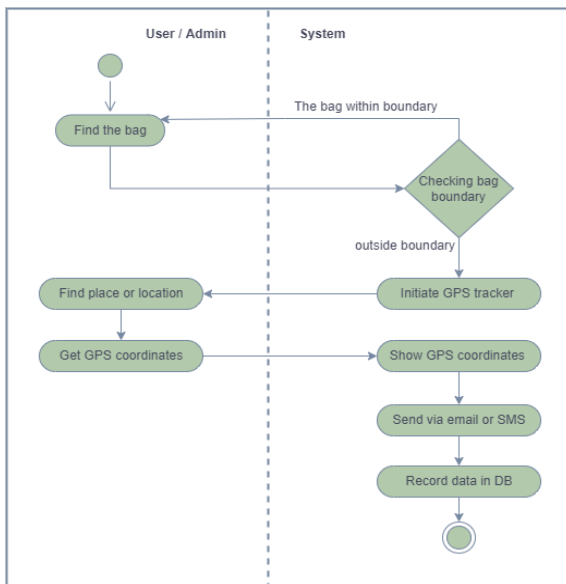 User / Admin
System
The bag within boundary
Find the bag
Checking bag
boundary
outside boundary
Find place or location
Initiate GPS tracker
Get GPS coordinates
Show GPS coordinates
Send via email or SMS
Record data in DB